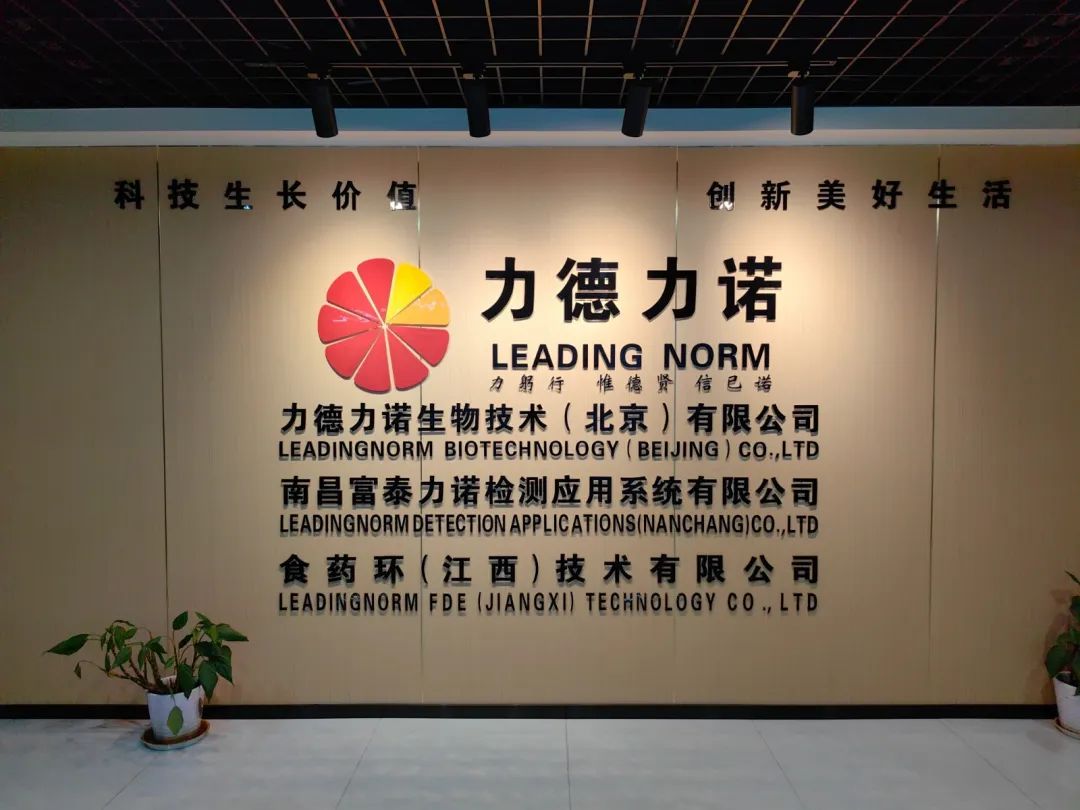 科技生长价值 创新美好生活
力德力诺
LEADING NORM
力躬行 惟德贤 信已诺
力德力诺生物技术（北京）有限公司
LEADINGNORM BIOTECHNOLOGY(BEIJING)CO.,LTD
南昌富泰力诺检测应用系统有限公司
LEADINGNORM DETECTION APPLICATIONS(NANCHANG)CO.,LTD
食药环（江西）技术有限公司
LEADINGNORM FDE(JIANGXI) TECHNOLOGY CO.,LTD